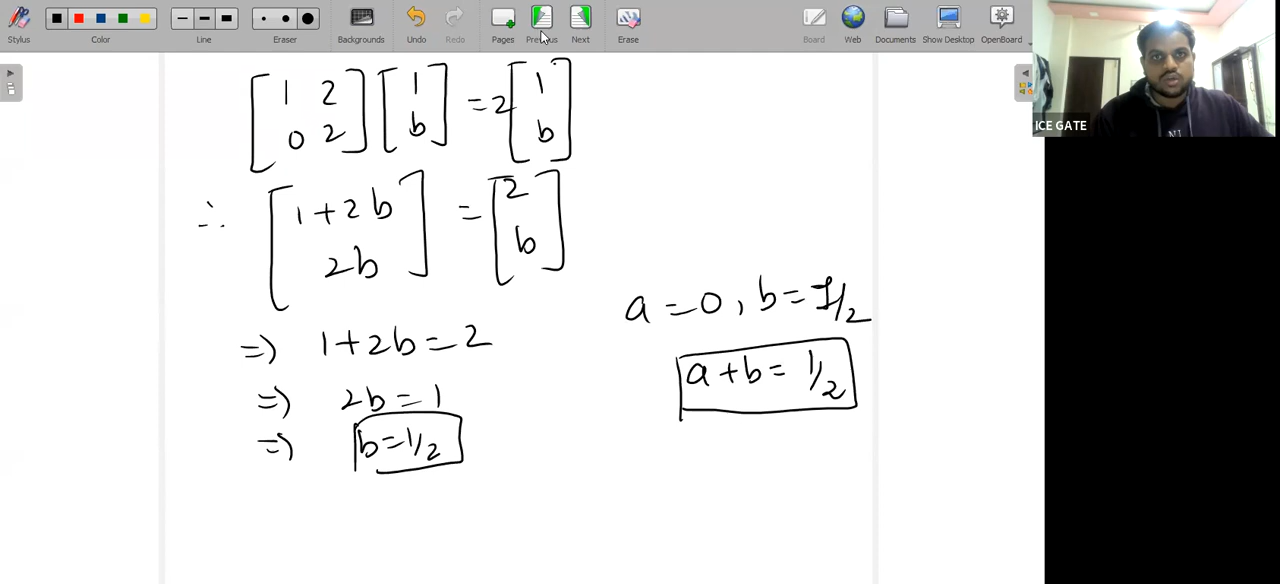 Stylus Color Line Eraser Backgrounds Undo Redo Pages Previous Next Erase Board Web Documents Show Desktop OpenBoard
ICE GATE
[1 2
0 2] [1
b] = 2 [1
b]
∴ [1+2b
2b] = [2
b]
a = 0, b = 1/2
⇒ 1+2b = 2
a + b = 1/2
⇒ 2b = 1
⇒ b = 1/2